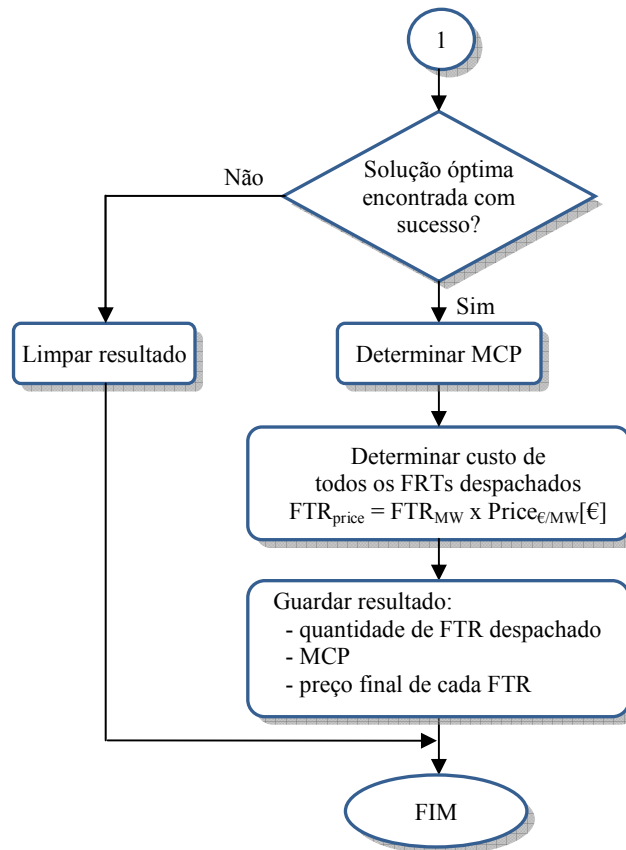 1
Solução óptima
encontrada com
sucesso?
Não
Sim
Limpar resultado
Determinar MCP
Determinar custo de
todos os FRTs despachados
FTRprice = FTRMW x Price€/MW[€]
Guardar resultado:
- quantidade de FTR despachado
- MCP
- preço final de cada FTR
FIM